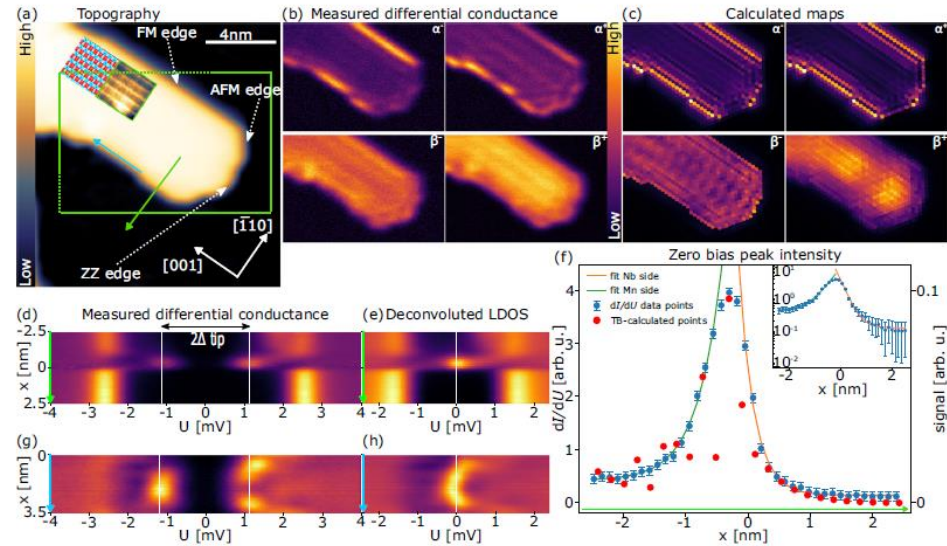 (a) Topography
High
Low
FM edge
4nm
AFM edge
ZZ edge
[001]
[1̄10]
(b) Measured differential conductance
α⁻
α⁺
β⁻
β⁺
(c) Calculated maps
High
Low
α⁻
α⁺
β⁻
β⁺
(d) Measured differential conductance
2Δ tip
x [nm]
-2.5
0
2.5
-4 -3 -2 -1 0 1 2 3 4
U [mV]
(e) Deconvoluted LDOS
-2 -1 0 1 2
U [mV]
(g)
x [nm]
0
3.5
-4 -3 -2 -1 0 1 2 3 4
U [mV]
(h)
-2 -1 0 1 2
U [mV]
(f) Zero bias peak intensity
dI/dU [arb. u.]
4
3
2
1
0
fit Nb side
fit Mn side
dI/dU data points
TB-calculated points
10¹
10⁰
10⁻¹
10⁻²
-2 0 2
x [nm]
0.1
0
signal [arb. u.]
-2 -1 0 1 2
x [nm]